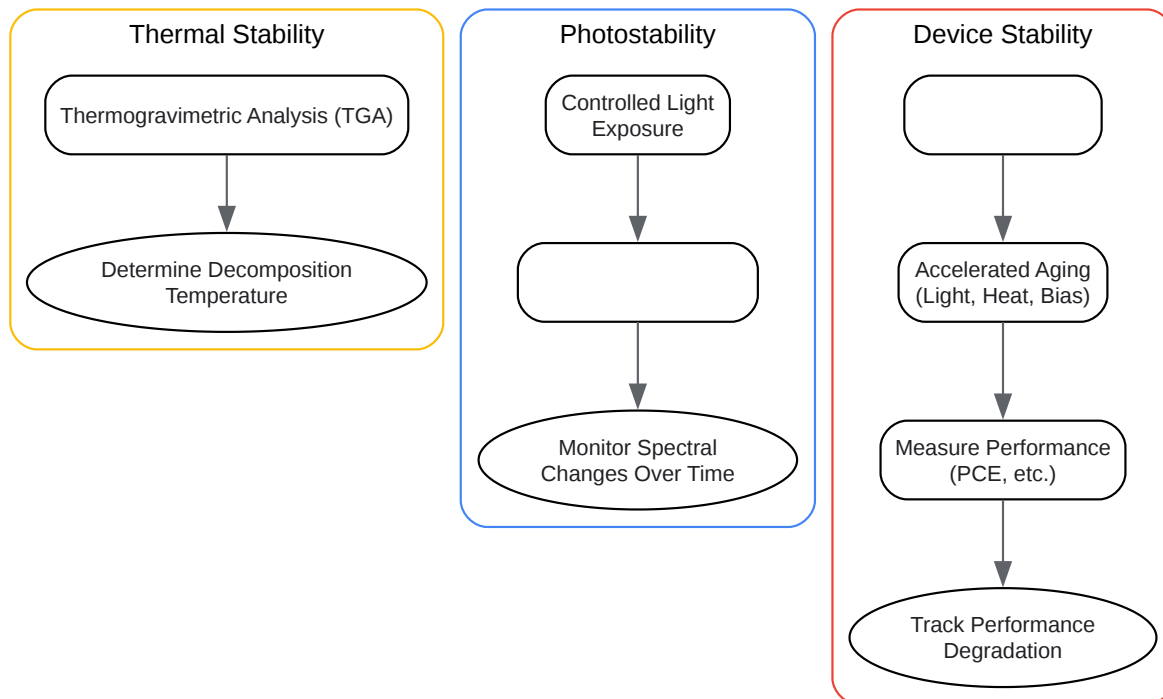 Thermal Stability
Thermogravimetric Analysis (TGA)
Determine Decomposition
Temperature
Photostability
Controlled Light
Exposure
Monitor Spectral
Changes Over Time
Device Stability
Accelerated Aging
(Light, Heat, Bias)
Measure Performance
(PCE, etc.)
Track Performance
Degradation